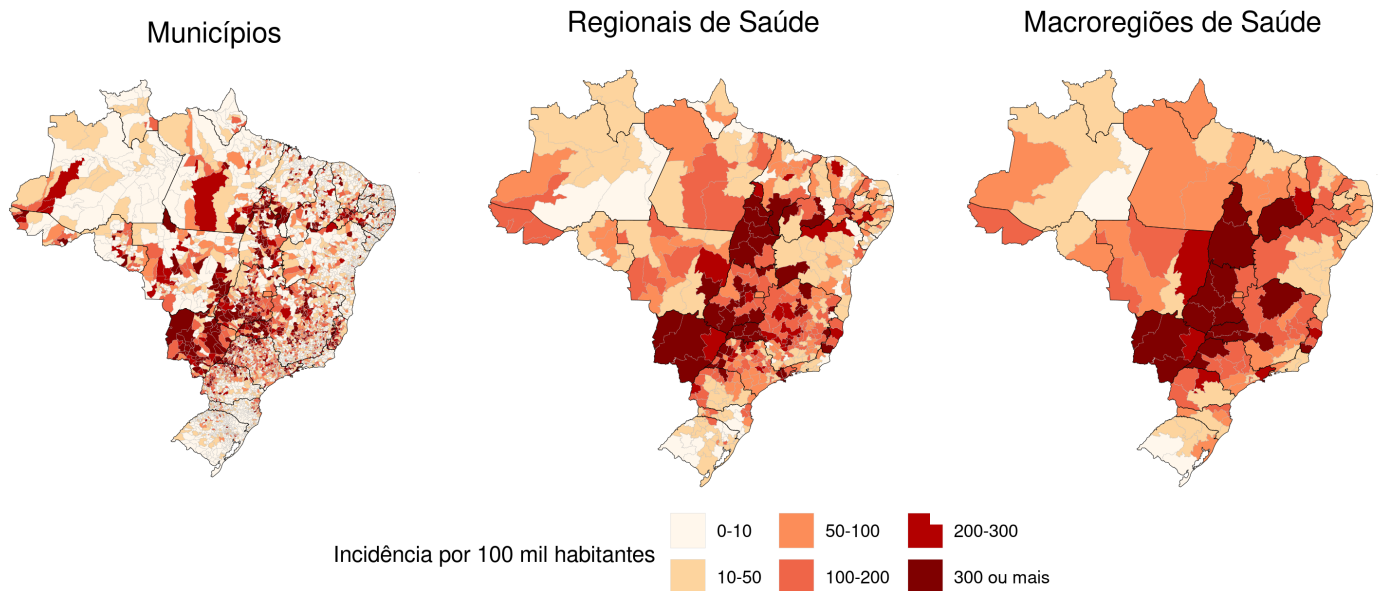 Municípios
Regionais de Saúde
Macroregiões de Saúde
Incidência por 100 mil habitantes
0-10
50-100
200-300
10-50
100-200
300 ou mais